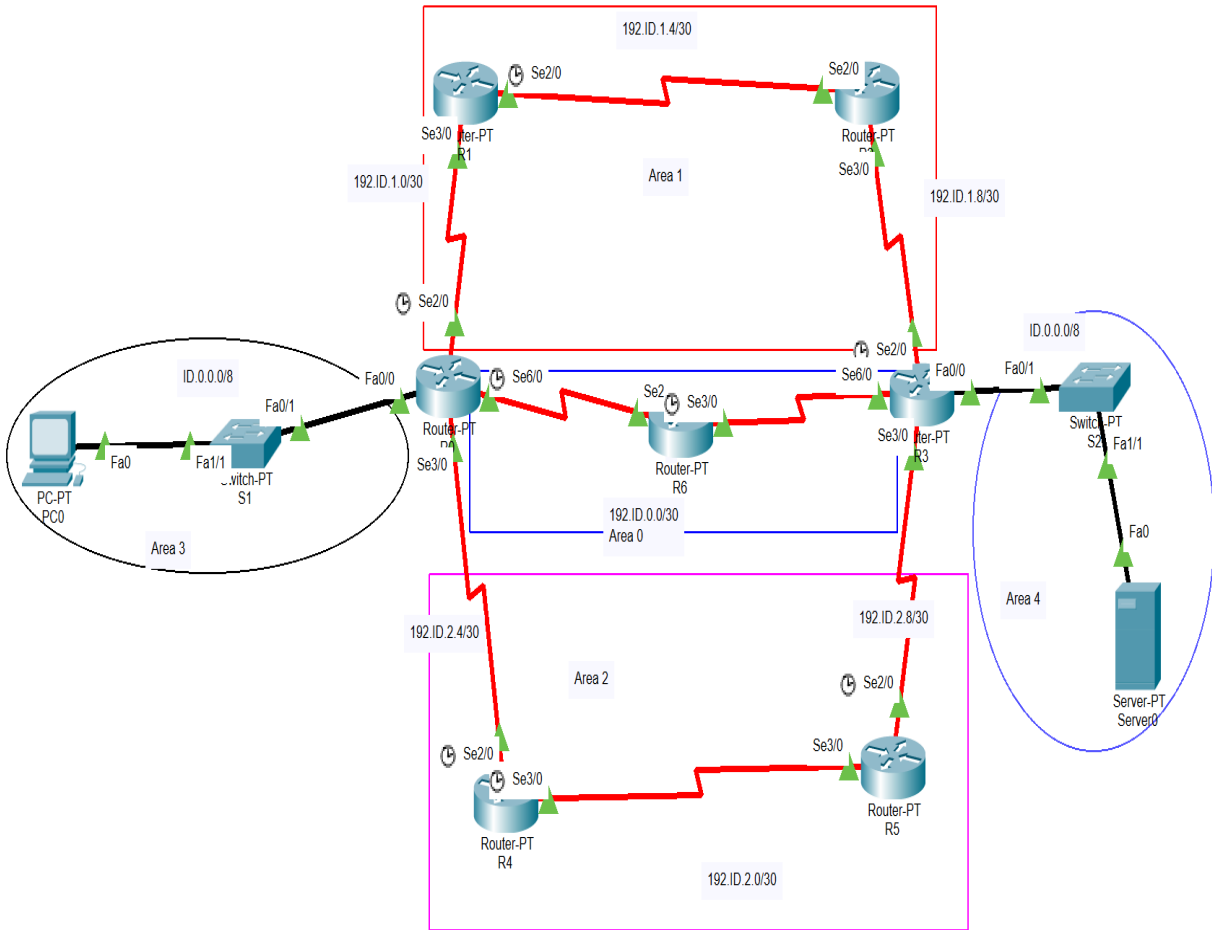 192.ID.1.4/30
Se2/0
Se2/0
Se3/0
Router-PT
R1
Se3/0
192.ID.1.0/30
Area 1
192.ID.1.8/30
Se2/0
ID.0.0.0/8
ID.0.0.0/8
Fa0/0
Se6/0
Se2/0
Se6/0
Fa0/0
Fa0/1
Fa0/1
Se3/0
Se3/0
Router-PT
Switch-PT
S2
R3
Fa1/1
Fa0
Fa1/1
Se3/0
Router-PT
R6
PC-PT
PC0
S1
192.ID.0.0/30
Area 0
Fa0
Area 3
Area 4
192.ID.2.4/30
192.ID.2.8/30
Area 2
Se2/0
Server-PT
Server0
Se2/0
Se3/0
Se3/0
Router-PT
R5
Router-PT
R4
192.ID.2.0/30